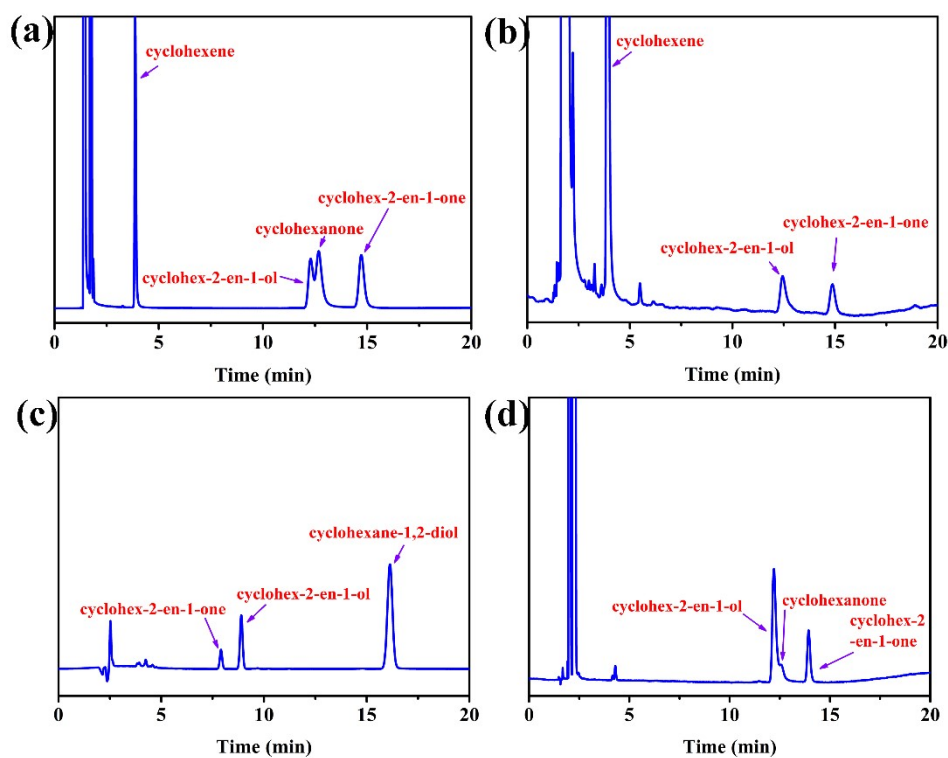 (a)
cyclohexene
cyclohex-2-en-1-one
cyclohexanone
cyclohex-2-en-1-ol
0 5 10 15 20
Time (min)
(b)
cyclohexene
cyclohex-2-en-1-one
cyclohex-2-en-1-ol
0 5 10 15 20
Time (min)
(c)
cyclohexane-1,2-diol
cyclohex-2-en-1-one
cyclohex-2-en-1-ol
0 5 10 15 20
Time (min)
(d)
cyclohex-2-en-1-ol
cyclohexanone
cyclohex-2
-en-1-one
0 5 10 15 20
Time (min)